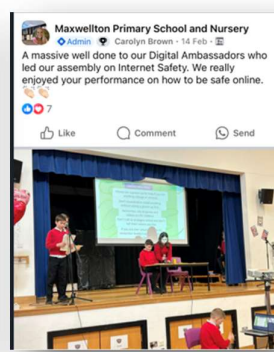 Maxwellton Primary School and Nursery
Admin Carolyn Brown · 14 Feb ·
A massive well done to our Digital Ambassadors who
led our assembly on Internet Safety. We really
enjoyed your performance on how to be safe online.
👏🏻👏🏻
7
Like Comment Send